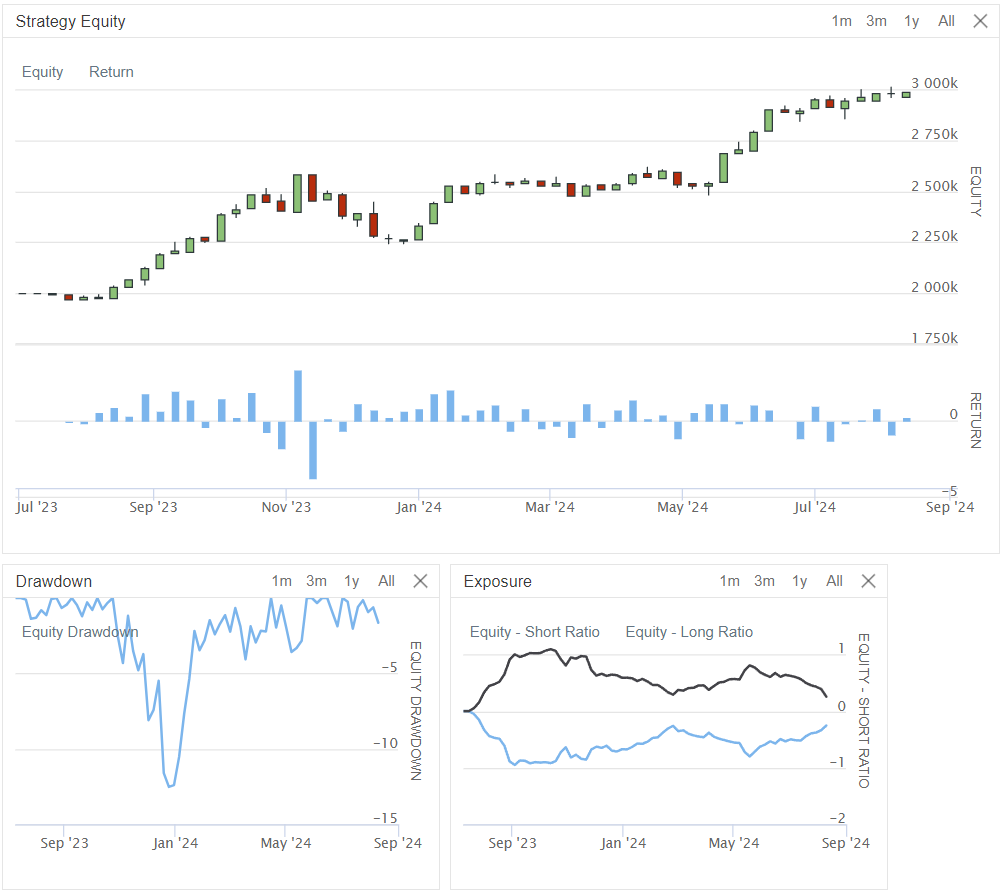 Strategy Equity
1m 3m 1y All
Equity Return
3 000k
2 750k
2 500k
2 250k
2 000k
1 750k
EQUITY
0
−5
RETURN
Jul '23 Sep '23 Nov '23 Jan '24 Mar '24 May '24 Jul '24 Sep '24
Drawdown
1m 3m 1y All
Equity Drawdown
−5
−10
−15
EQUITY DRAWDOWN
Sep '23 Jan '24 May '24 Sep '24
Exposure
1m 3m 1y All
Equity - Short Ratio Equity - Long Ratio
1
0
−1
−2
EQUITY - SHORT RATIO
Sep '23 Jan '24 May '24 Sep '24